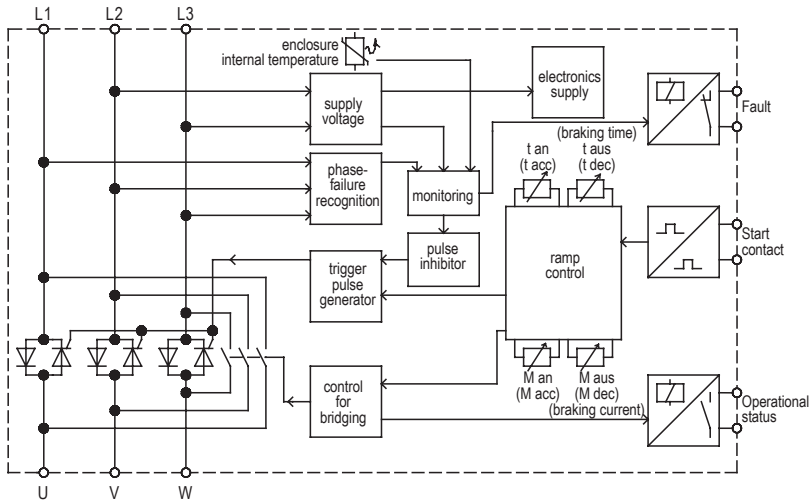 L1
L2
L3
enclosure
internal temperature
supply
voltage
electronics
supply
Fault
(braking time)
t an
(t acc)
t aus
(t dec)
phase-
failure
recognition
monitoring
Start
contact
pulse
inhibitor
ramp
control
trigger
pulse
generator
M an
(M acc)
M aus
(M dec)
(braking current)
control
for
bridging
Operational
status
U
V
W